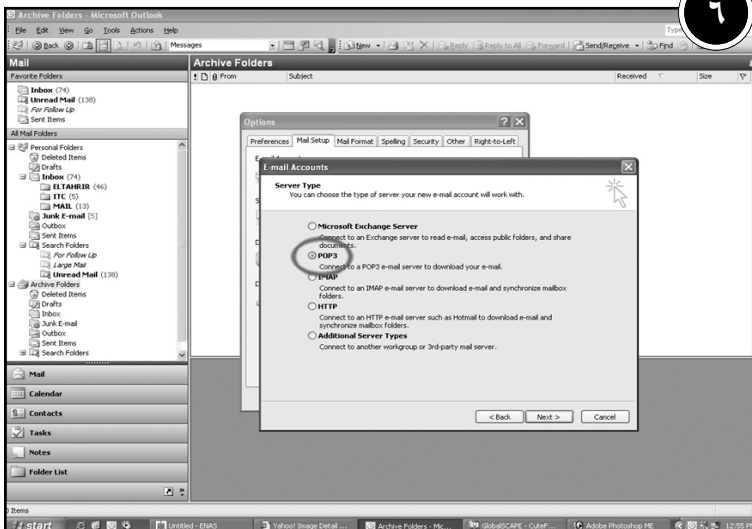 ٦
Archive Folders - Microsoft Outlook
File Edit View Go Tools Actions Help
Type
Back Messages New Reply Reply to All Forward Send/Receive Find
Mail
Archive Folders
Favorite Folders
From Subject Received Size
Inbox (74)
Unread Mail (138)
For Follow Up
Sent Items
All Mail Folders
Personal Folders
Deleted Items
Drafts
Inbox (74)
ELTAHRIR (46)
ITC (5)
MAIL (13)
Junk E-mail [5]
Outbox
Sent Items
Search Folders
For Follow Up
Large Mail
Unread Mail (138)
Archive Folders
Deleted Items
Drafts
Inbox
Junk E-mail
Outbox
Sent Items
Search Folders
Mail
Calendar
Contacts
Tasks
Notes
Folder List
Options
Preferences Mail Setup Mail Format Spelling Security Other Right-to-Left
E-mail Accounts
Server Type
You can choose the type of server your new e-mail account will work with.
Microsoft Exchange Server
Connect to an Exchange server to read e-mail, access public folders, and share
documents.
POP3
Connect to a POP3 e-mail server to download your e-mail.
IMAP
Connect to an IMAP e-mail server to download e-mail and synchronize mailbox
folders.
HTTP
Connect to an HTTP e-mail server such as Hotmail to download e-mail and
synchronize mailbox folders.
Additional Server Types
Connect to another workgroup or 3rd-party mail server.
< Back Next > Cancel
0 Items
start Untitled - ENAS Yahoo! Image Detail ... Archive Folders - Mic... GlobalSCAPE - CuteF... Adobe Photoshop ME 12:55 PM